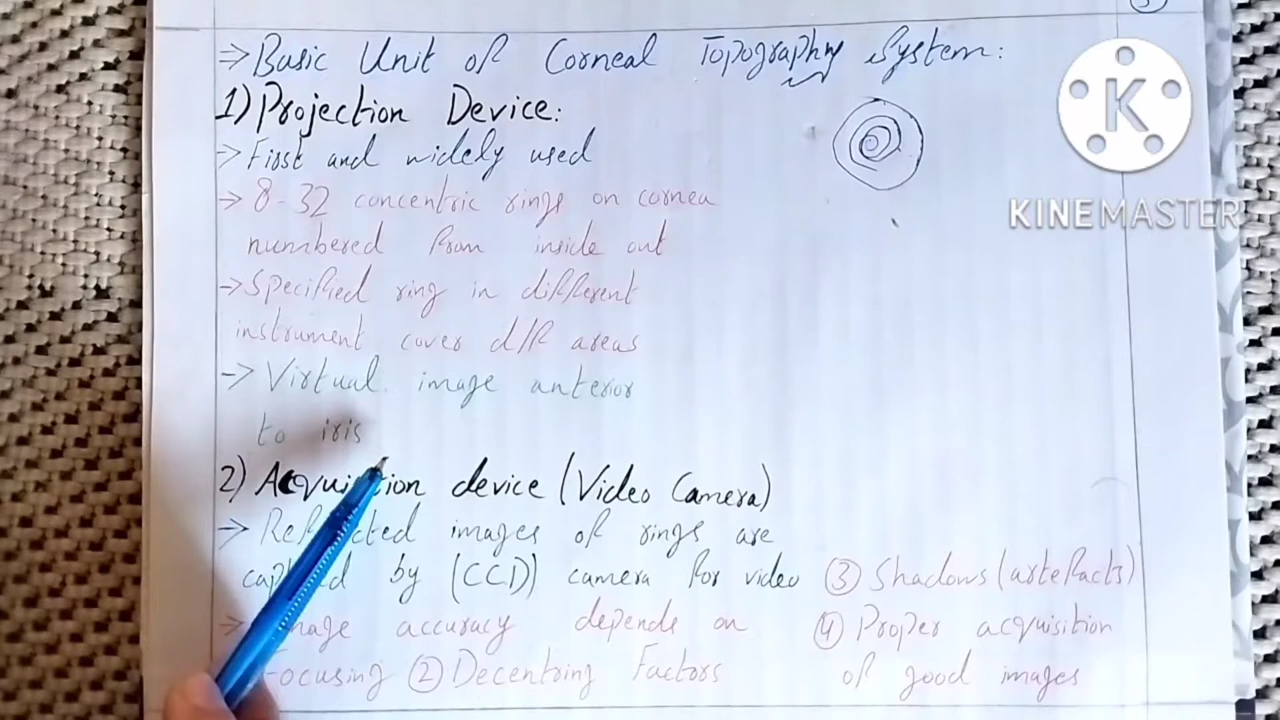 ⇒ Basic Unit of Corneal Topography System:
1) Projection Device:
⇒ First and widely used
→ 8-32 concentric rings on cornea
numbered from inside out
→ Specified ring in different
instrument cover d/f areas
→ Virtual image anterior
to iris
2) Acquisition device (Video Camera)
⇒ Reflected images of rings are
captured by (CCD) camera for video
⇒ Image accuracy depends on
Focusing ② Decentring Factors
③ Shadows (artefacts)
④ Proper acquisition
of good images
K
KINEMASTER